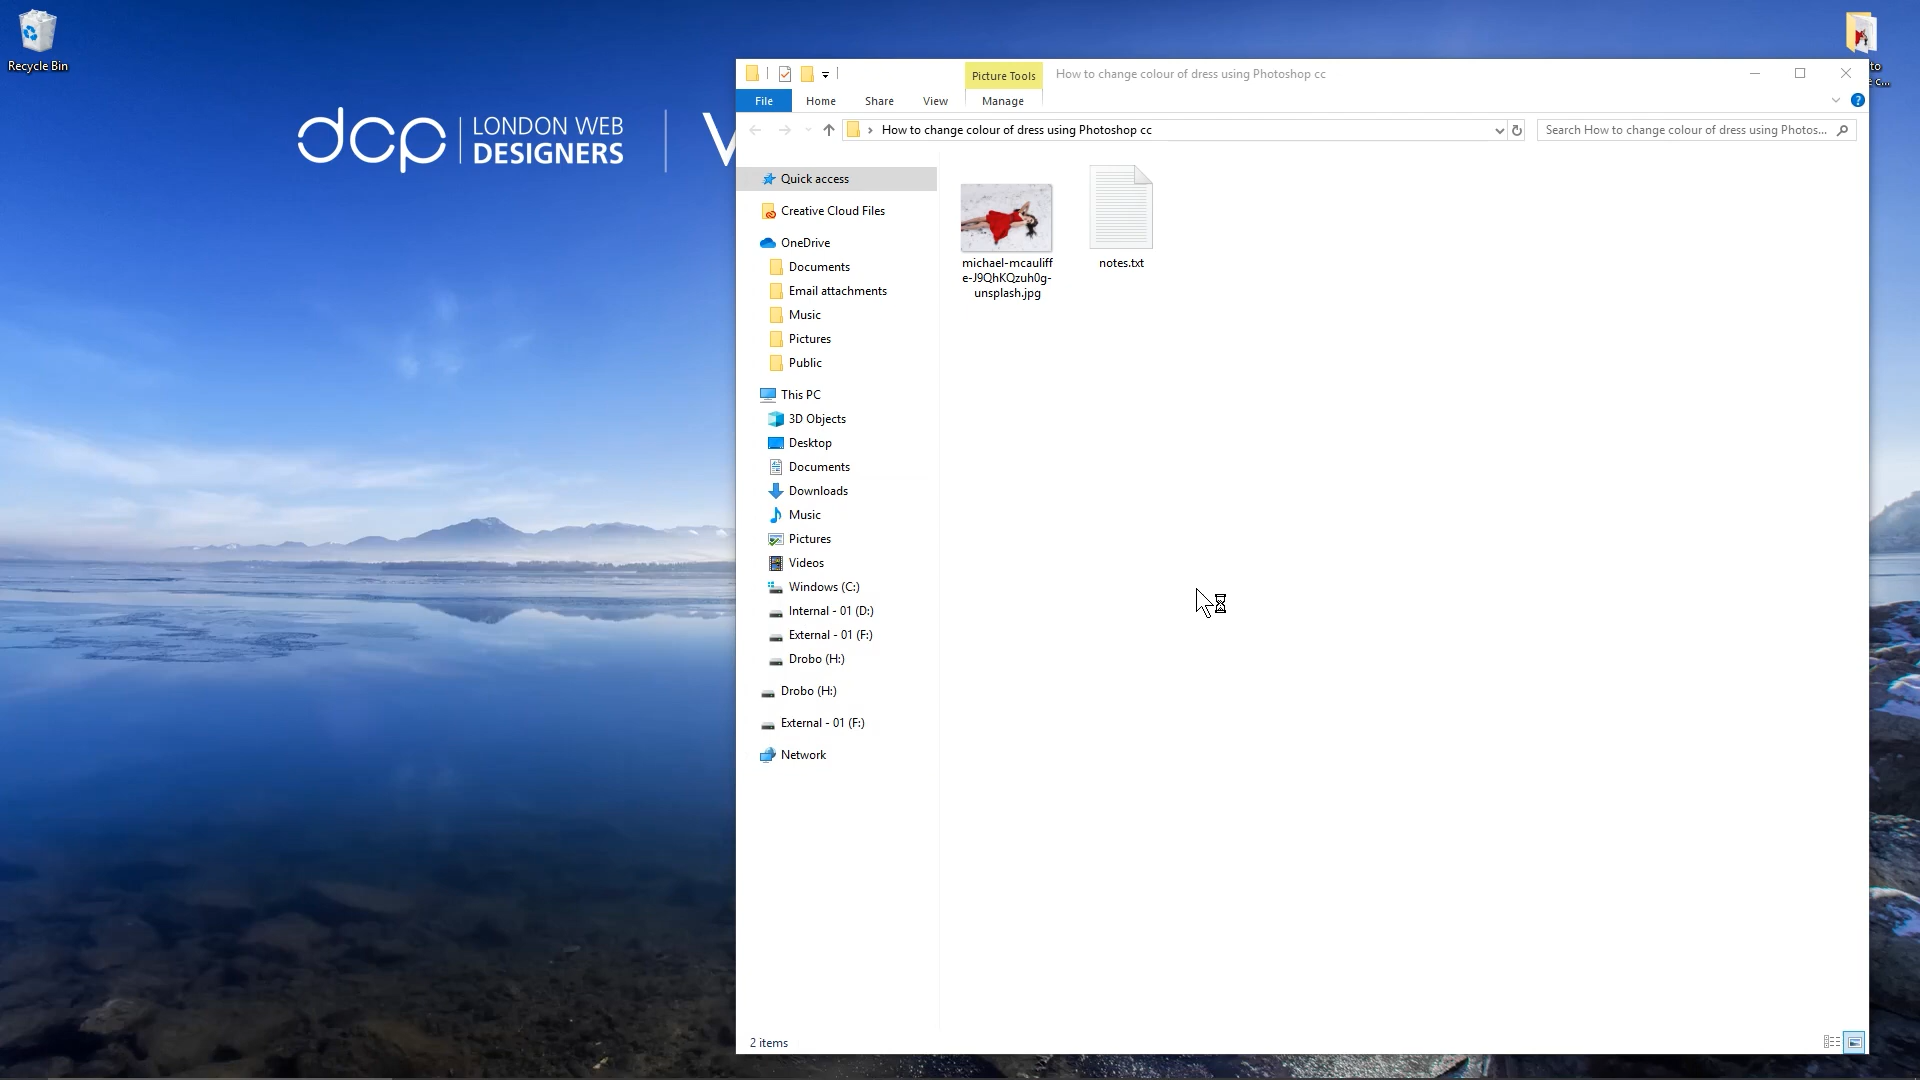 Recycle Bin
dcp
LONDON WEB
DESIGNERS
Picture Tools
How to change colour of dress using Photoshop cc
File
Home
Share
View
Manage
How to change colour of dress using Photoshop cc
Search How to change colour of dress using Photos...
Quick access
Creative Cloud Files
OneDrive
Documents
Email attachments
Music
Pictures
Public
This PC
3D Objects
Desktop
Documents
Downloads
Music
Pictures
Videos
Windows (C:)
Internal - 01 (D:)
External - 01 (F:)
Drobo (H:)
Drobo (H:)
External - 01 (F:)
Network
michael-mcauliff
e-J9QhKQzuh0g-
unsplash.jpg
notes.txt
2 items